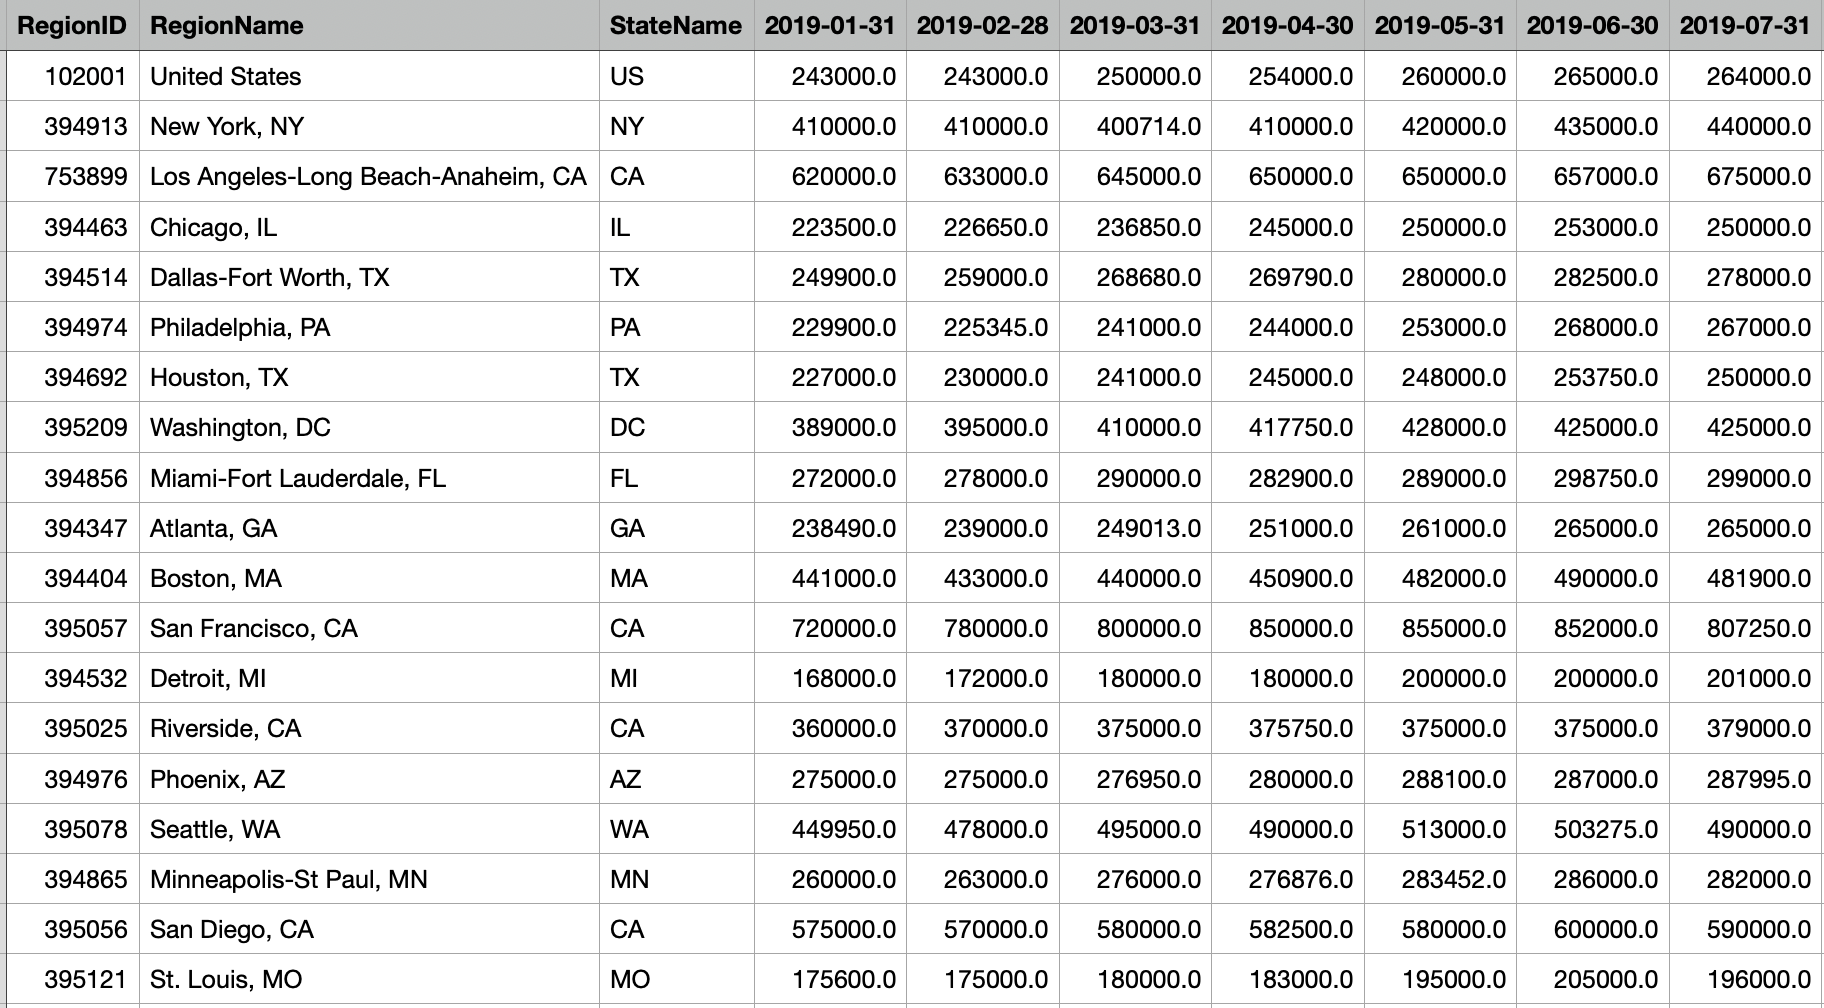 RegionID RegionName StateName 2019-01-31 2019-02-28 2019-03-31 2019-04-30 2019-05-31 2019-06-30 2019-07-31
102001 United States US 243000.0 243000.0 250000.0 254000.0 260000.0 265000.0 264000.0
394913 New York, NY NY 410000.0 410000.0 400714.0 410000.0 420000.0 435000.0 440000.0
753899 Los Angeles-Long Beach-Anaheim, CA CA 620000.0 633000.0 645000.0 650000.0 650000.0 657000.0 675000.0
394463 Chicago, IL IL 223500.0 226650.0 236850.0 245000.0 250000.0 253000.0 250000.0
394514 Dallas-Fort Worth, TX TX 249900.0 259000.0 268680.0 269790.0 280000.0 282500.0 278000.0
394974 Philadelphia, PA PA 229900.0 225345.0 241000.0 244000.0 253000.0 268000.0 267000.0
394692 Houston, TX TX 227000.0 230000.0 241000.0 245000.0 248000.0 253750.0 250000.0
395209 Washington, DC DC 389000.0 395000.0 410000.0 417750.0 428000.0 425000.0 425000.0
394856 Miami-Fort Lauderdale, FL FL 272000.0 278000.0 290000.0 282900.0 289000.0 298750.0 299000.0
394347 Atlanta, GA GA 238490.0 239000.0 249013.0 251000.0 261000.0 265000.0 265000.0
394404 Boston, MA MA 441000.0 433000.0 440000.0 450900.0 482000.0 490000.0 481900.0
395057 San Francisco, CA CA 720000.0 780000.0 800000.0 850000.0 855000.0 852000.0 807250.0
394532 Detroit, MI MI 168000.0 172000.0 180000.0 180000.0 200000.0 200000.0 201000.0
395025 Riverside, CA CA 360000.0 370000.0 375000.0 375750.0 375000.0 375000.0 379000.0
394976 Phoenix, AZ AZ 275000.0 275000.0 276950.0 280000.0 288100.0 287000.0 287995.0
395078 Seattle, WA WA 449950.0 478000.0 495000.0 490000.0 513000.0 503275.0 490000.0
394865 Minneapolis-St Paul, MN MN 260000.0 263000.0 276000.0 276876.0 283452.0 286000.0 282000.0
395056 San Diego, CA CA 575000.0 570000.0 580000.0 582500.0 580000.0 600000.0 590000.0
395121 St. Louis, MO MO 175600.0 175000.0 180000.0 183000.0 195000.0 205000.0 196000.0